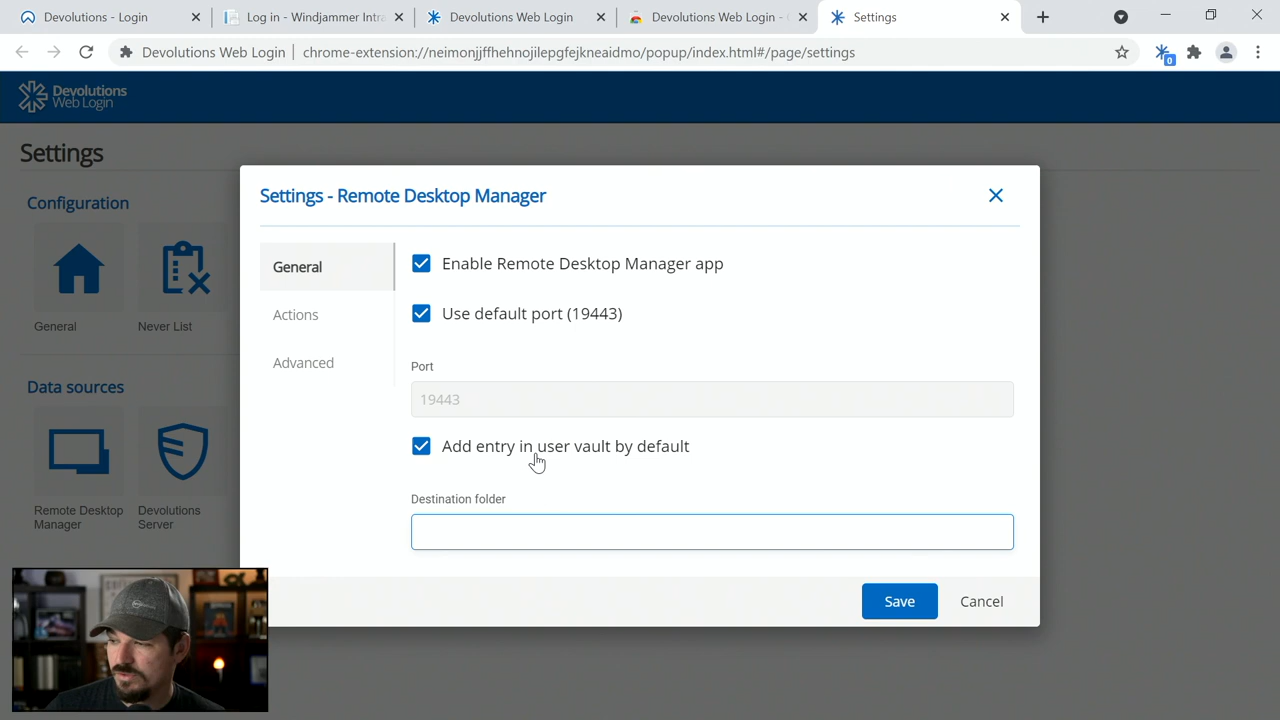 Devolutions - Login
Log in - Windjammer Intra
Devolutions Web Login
Devolutions Web Login -
Settings
Devolutions Web Login
chrome-extension://neimonjjffhehnojilepgfejkneaidmo/popup/index.html#/page/settings
0
Devolutions
Web Login
Settings
Configuration
General
Never List
Data sources
Remote Desktop
Manager
Devolutions
Server
Settings - Remote Desktop Manager
General
Actions
Advanced
Enable Remote Desktop Manager app
Use default port (19443)
Port
19443
Add entry in user vault by default
Destination folder
Save
Cancel